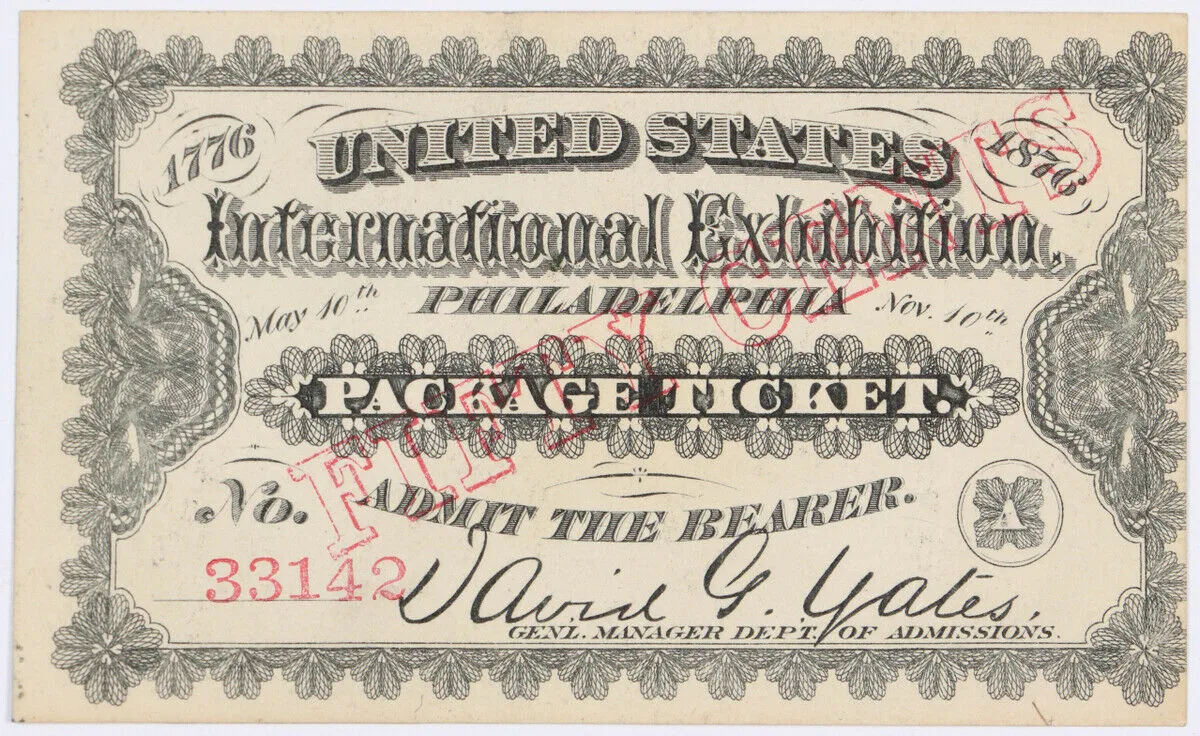 1776 UNITED STATES 1876
International Exhibition,
May 10th PHILADELPHIA Nov. 10th
PACKAGE TICKET.
FIFTY CENTS
No. ADMIT THE BEARER.
A
33142 David G. Yates.
GENL. MANAGER DEPT. OF ADMISSIONS.